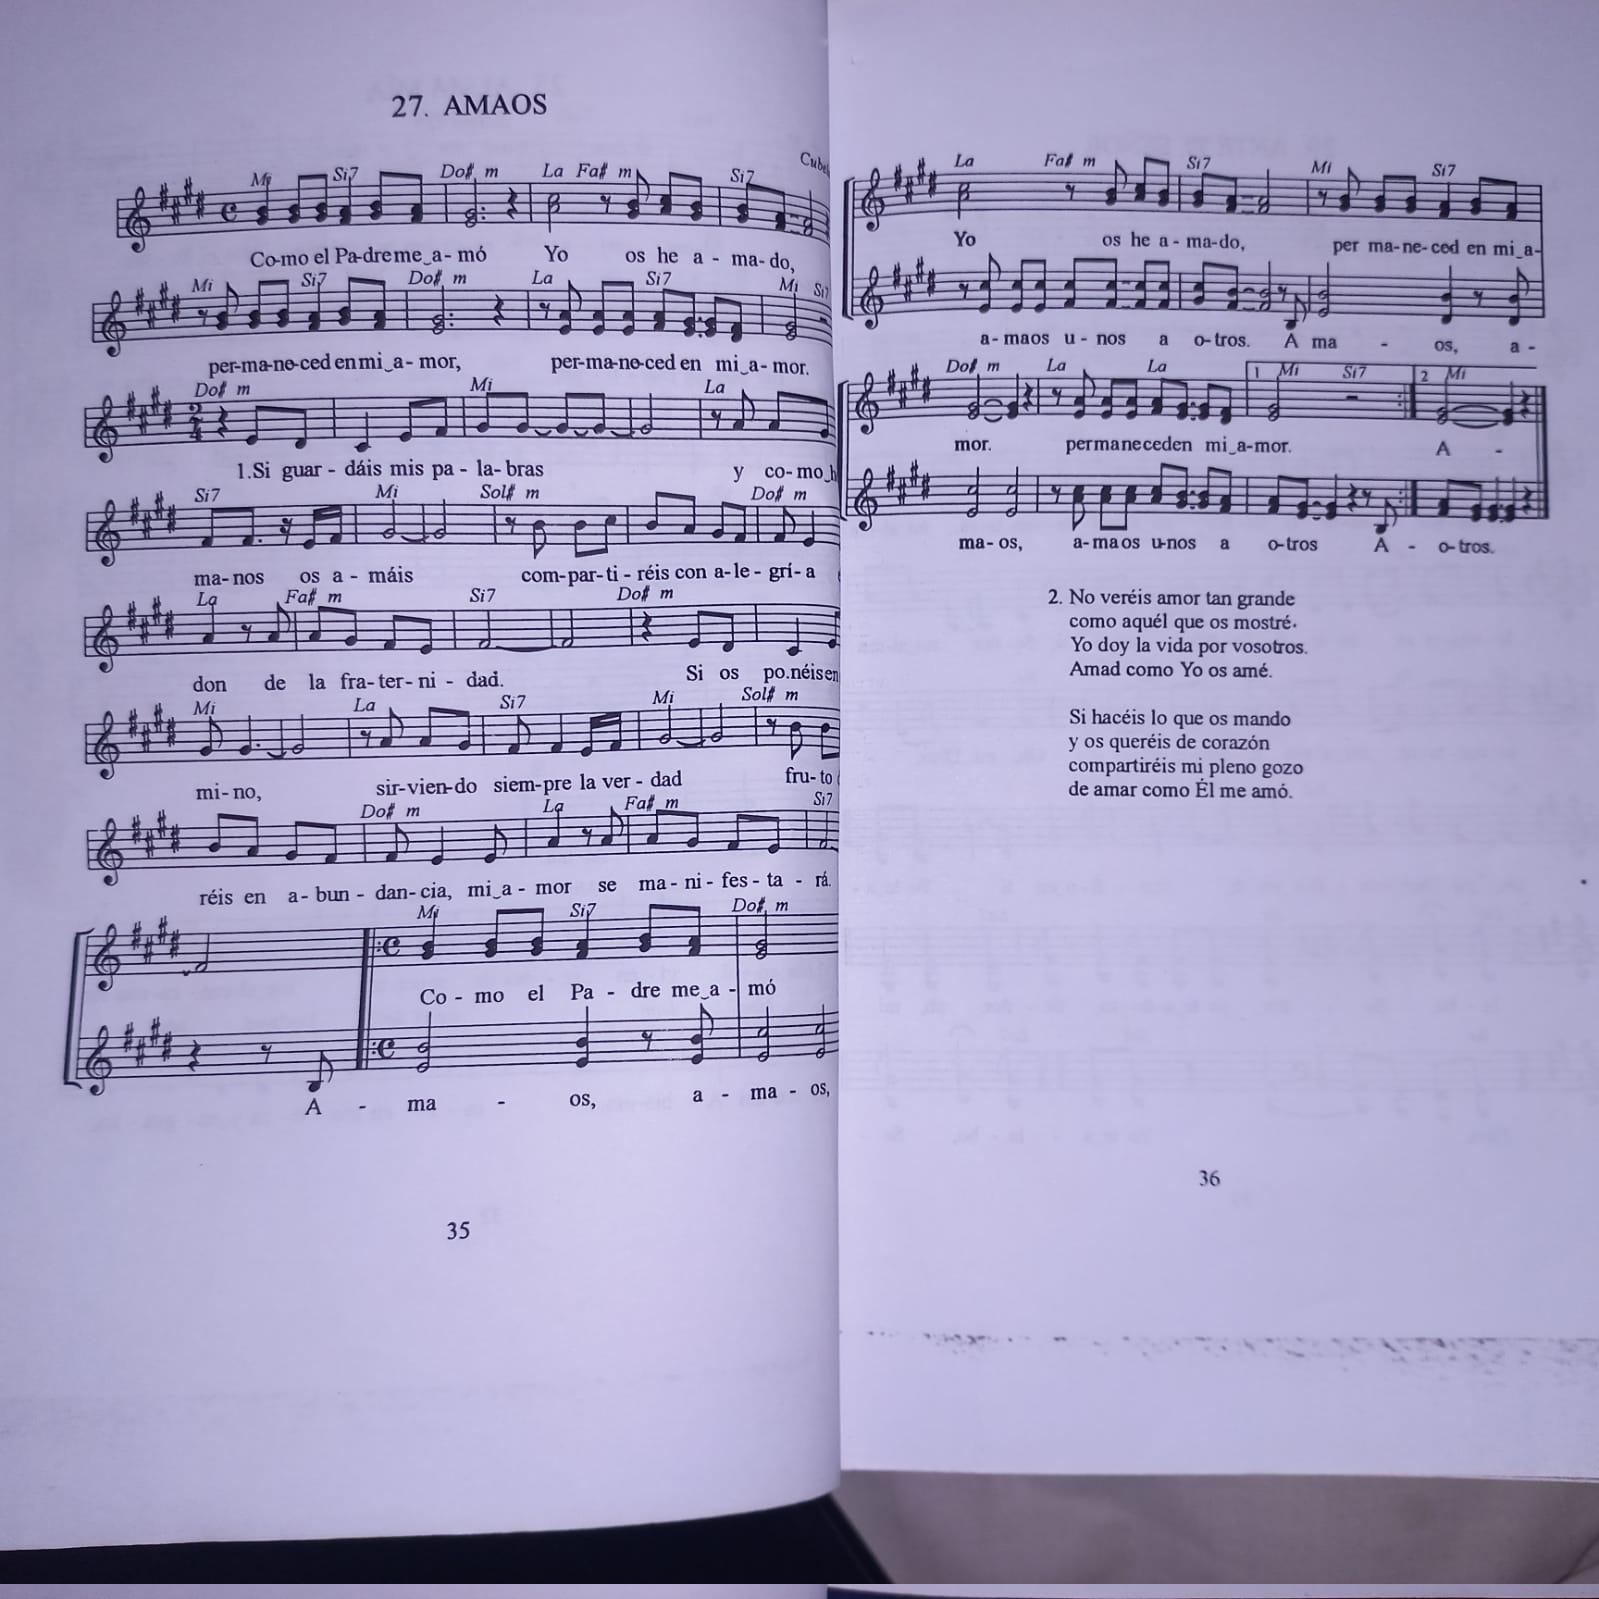 27. AMAOS
Mi Si7 Do# m La Fa# m Si7
Co-mo el Pa-dre me_a- mó Yo os he a - ma- do,
Mi Si7 Do# m La Si7 Mi Si7
per-ma-ne-ced en mi_a- mor, per-ma-ne-ced en mi_a- mor.
Do# m Mi La
1.Si guar - dáis mis pa - la- bras y co- mo_h
Si7 Mi Sol# m Do# m
ma- nos os a - máis com-par-ti - réis con a-le - grí- a
La Fa# m Si7 Do# m
don de la fra-ter- ni - dad. Si os po.néis en
Mi La Si7 Mi Sol# m
mi- no, sir-vien-do siem-pre la ver - dad fru- to
Do# m La Fa# m Si7
réis en a- bun - dan- cia, mi_a - mor se ma- ni - fes - ta - rá.
Mi Si7 Do# m
Co - mo el Pa - dre me_a - mó
A - ma - os, a - ma - os,
35
La Fa# m Si7 Mi Si7
Yo os he a - ma-do, per ma-ne- ced en mi_a-
a- maos u - nos a o-tros. A ma - os, a -
Do# m La La 1 Mi Si7 2 Mi
mor. permaneceden mi_a-mor. A -
ma- os, a-maos u-nos a o-tros A - o-tros.
2. No veréis amor tan grande
como aquél que os mostré.
Yo doy la vida por vosotros.
Amad como Yo os amé.
Si hacéis lo que os mando
y os queréis de corazón
compartiréis mi pleno gozo
de amar como Él me amó.
36